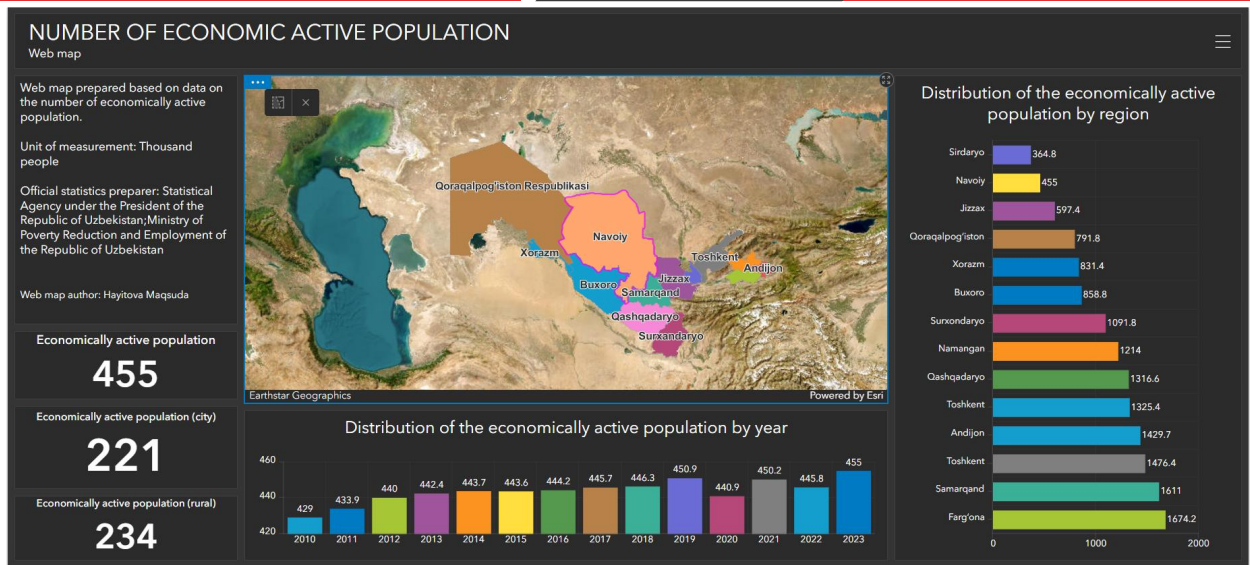 NUMBER OF ECONOMIC ACTIVE POPULATION
Web map
Web map prepared based on data on
the number of economically active
population.
Unit of measurement: Thousand
people
Official statistics preparer: Statistical
Agency under the President of the
Republic of Uzbekistan;Ministry of
Poverty Reduction and Employment of
the Republic of Uzbekistan
Web map author: Hayitova Maqsuda
Economically active population
455
Economically active population (city)
221
Economically active population (rural)
234
Qoraqalpog'iston Respublikasi
Navoiy
Xorazm
Toshkent
Andijon
Jizzax
Buxoro
Samarqand
Qashqadaryo
Surxandaryo
Earthstar Geographics
Powered by Esri
Distribution of the economically active population by year
460
440
420
429
433.9
440
442.4
443.7
443.6
444.2
445.7
446.3
450.9
440.9
450.2
445.8
455
2010
2011
2012
2013
2014
2015
2016
2017
2018
2019
2020
2021
2022
2023
Distribution of the economically active
population by region
Sirdaryo 364.8
Navoiy 455
Jizzax 597.4
Qoraqalpog'iston 791.8
Xorazm 831.4
Buxoro 858.8
Surxondaryo 1091.8
Namangan 1214
Qashqadaryo 1316.6
Toshkent 1325.4
Andijon 1429.7
Toshkent 1476.4
Samarqand 1611
Farg'ona 1674.2
0 1000 2000